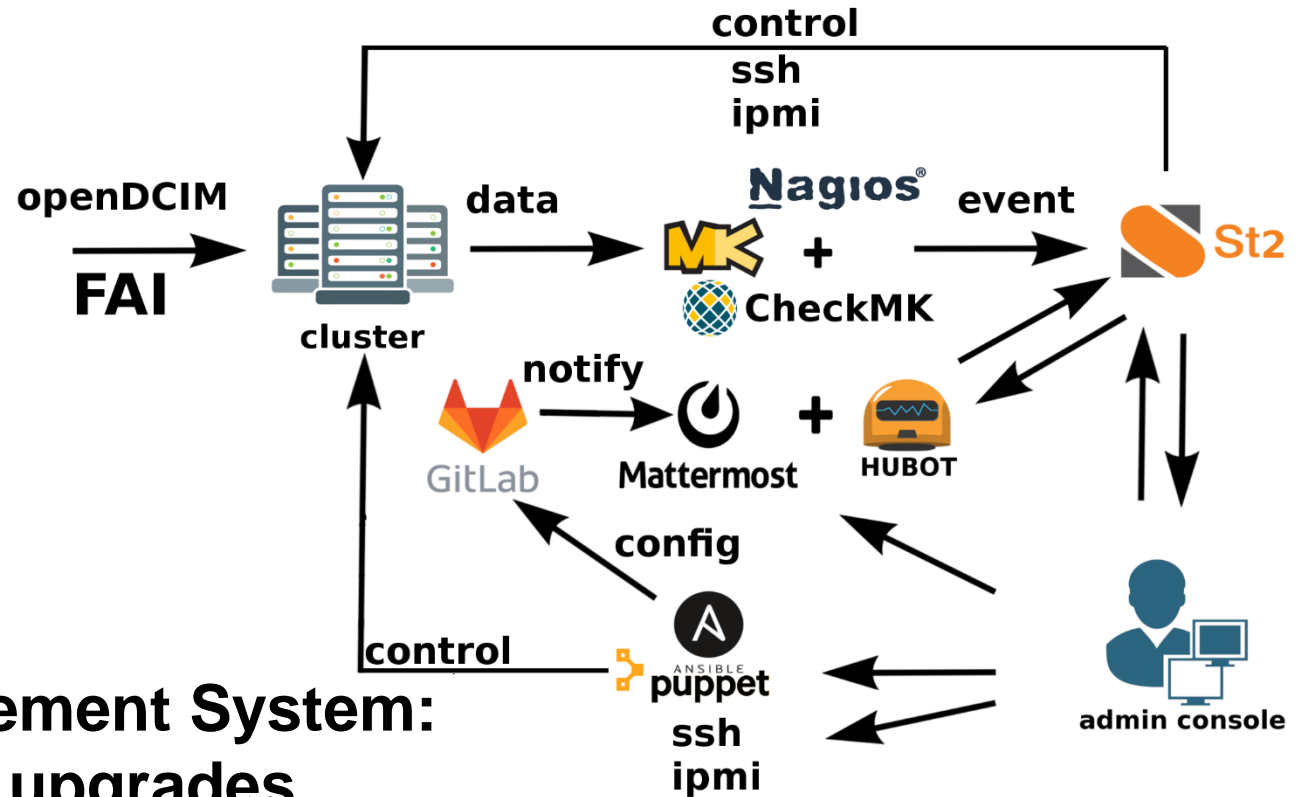 control
ssh
ipmi
openDCIM
FAI
cluster
data
Nagios®
MK
+
CheckMK
event
St2
notify
GitLab
Mattermost
+
HUBOT
config
control
A
ANSIBLE
puppet
ssh
ipmi
admin console
ement System:
upgrades